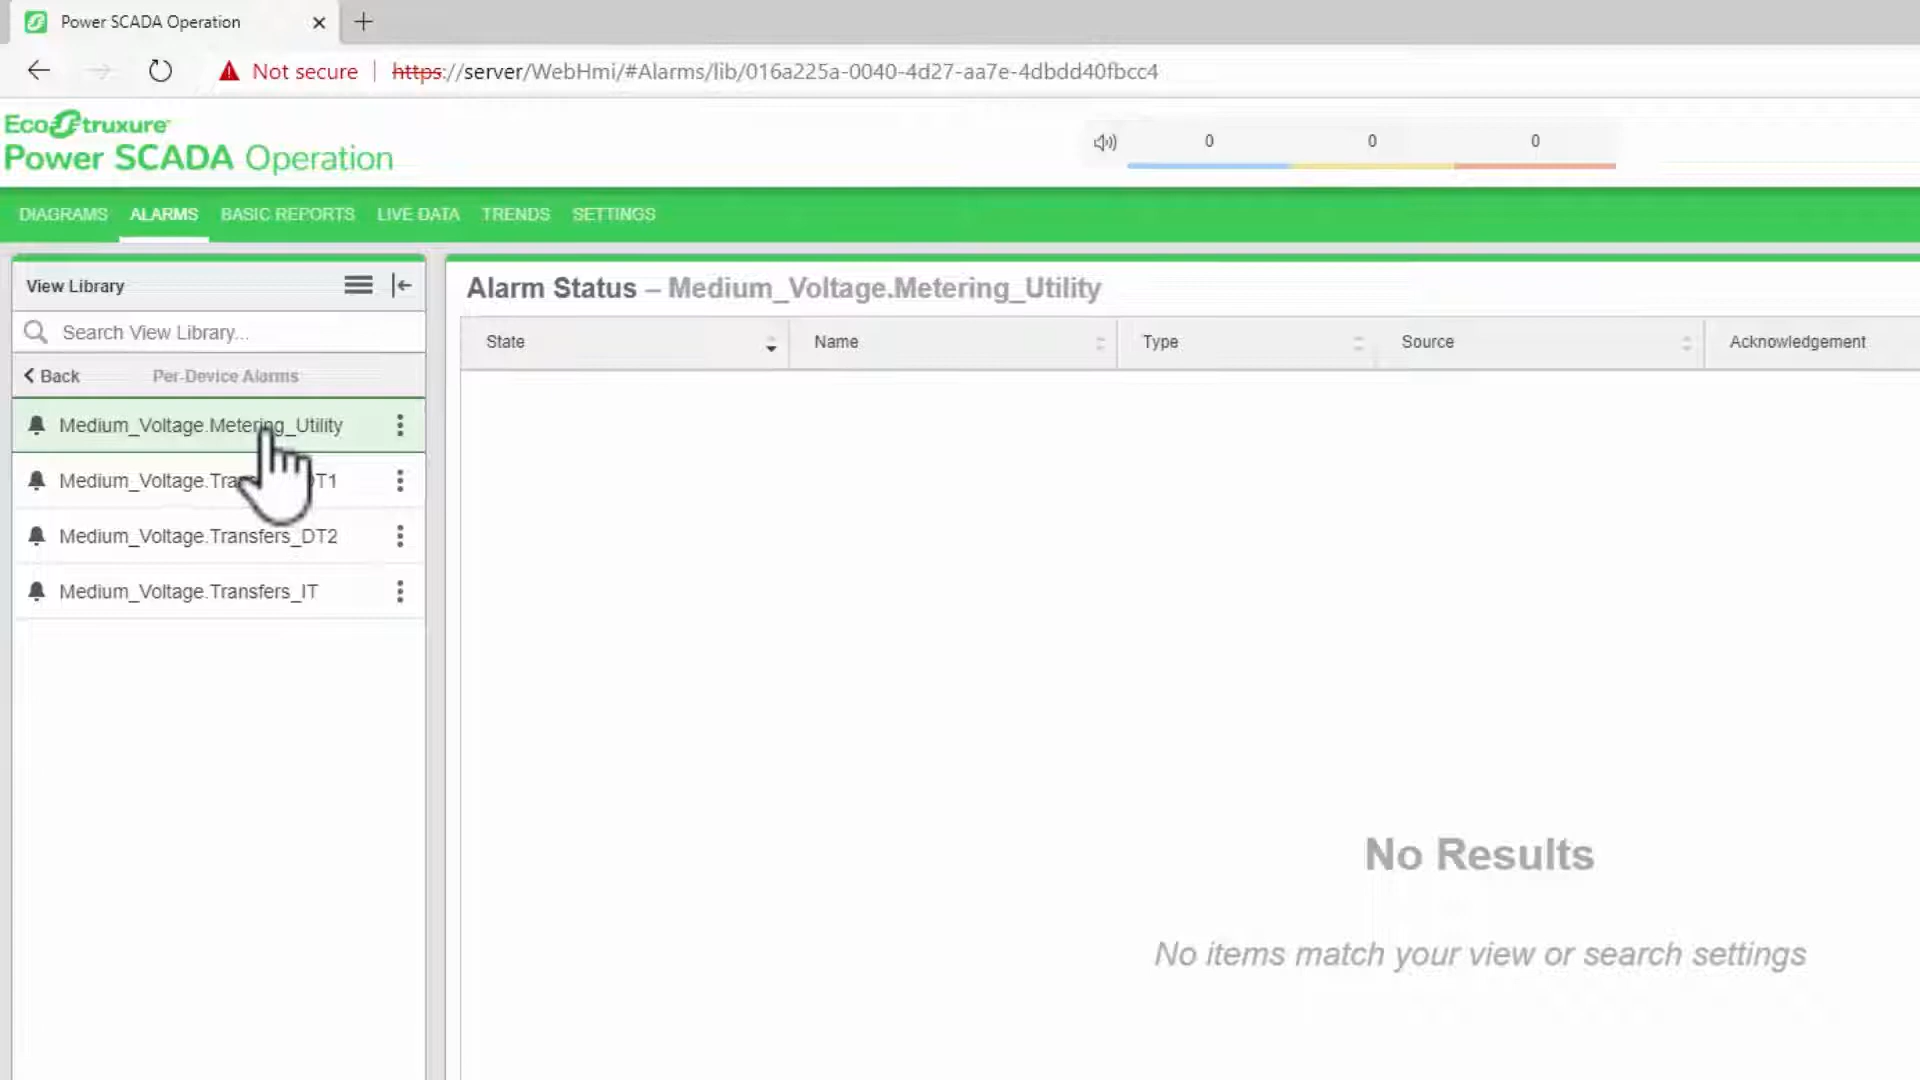 Power SCADA Operation
Not secure
https://server/WebHmi/#Alarms/lib/016a225a-0040-4d27-aa7e-4dbdd40fbcc4
EcoStruxure
Power SCADA Operation
0 0 0
DIAGRAMS ALARMS BASIC REPORTS LIVE DATA TRENDS SETTINGS
View Library
Search View Library...
Back Per-Device Alarms
Medium_Voltage.Metering_Utility
Medium_Voltage.Tra T1
Medium_Voltage.Transfers_DT2
Medium_Voltage.Transfers_IT
Alarm Status – Medium_Voltage.Metering_Utility
State Name Type Source Acknowledgement
No Results
No items match your view or search settings